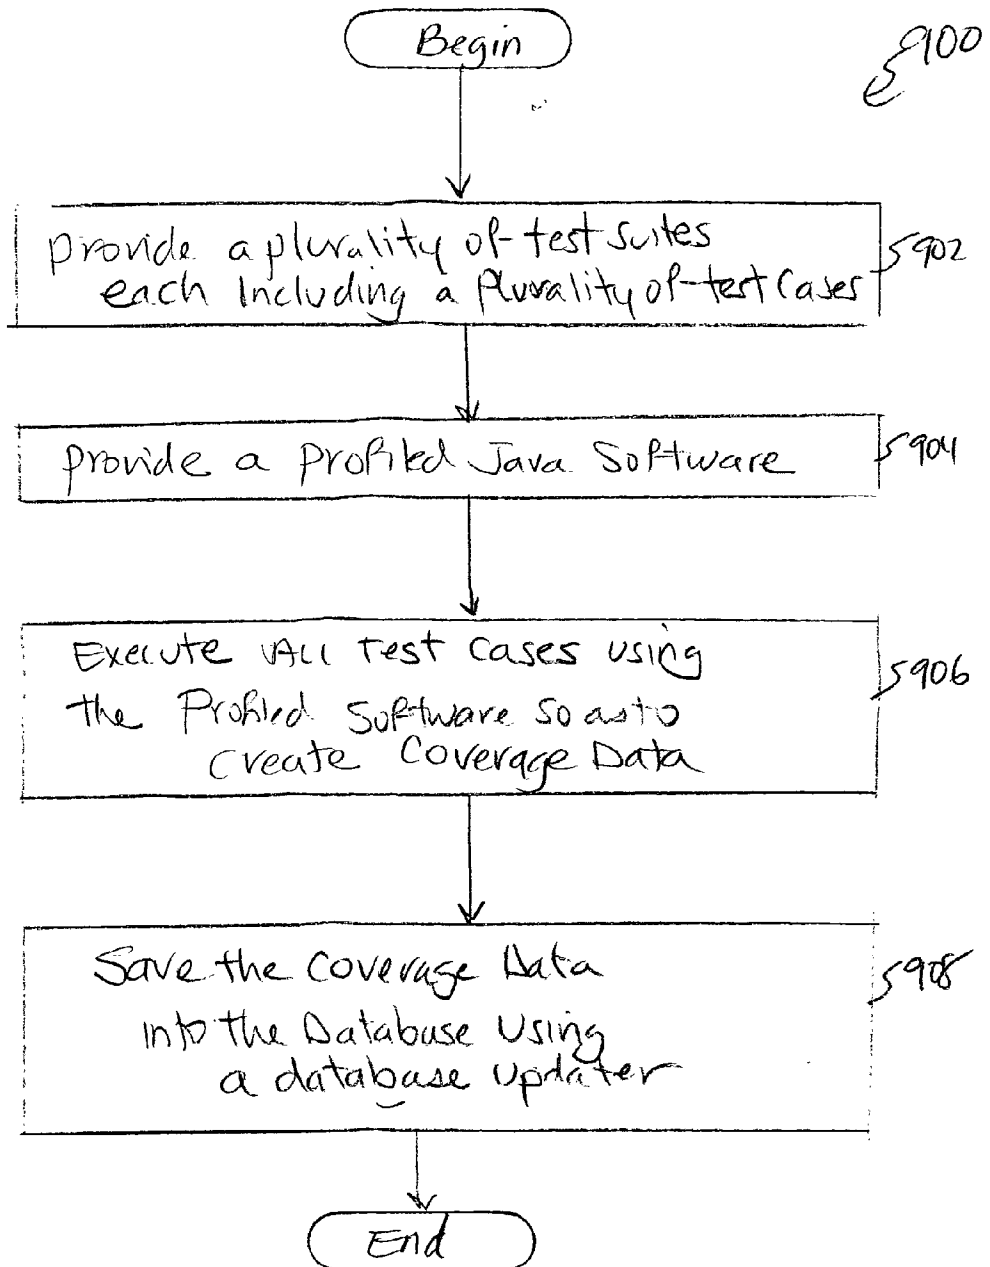 Begin
900
Provide a plurality of test suites
each Including a Plurality of test Cases
902
Provide a Profiled Java Software
904
Execute All Test Cases using
the Profiled Software so as to
Create Coverage Data
906
Save the Coverage Data
into the Database Using
a database updater
908
End